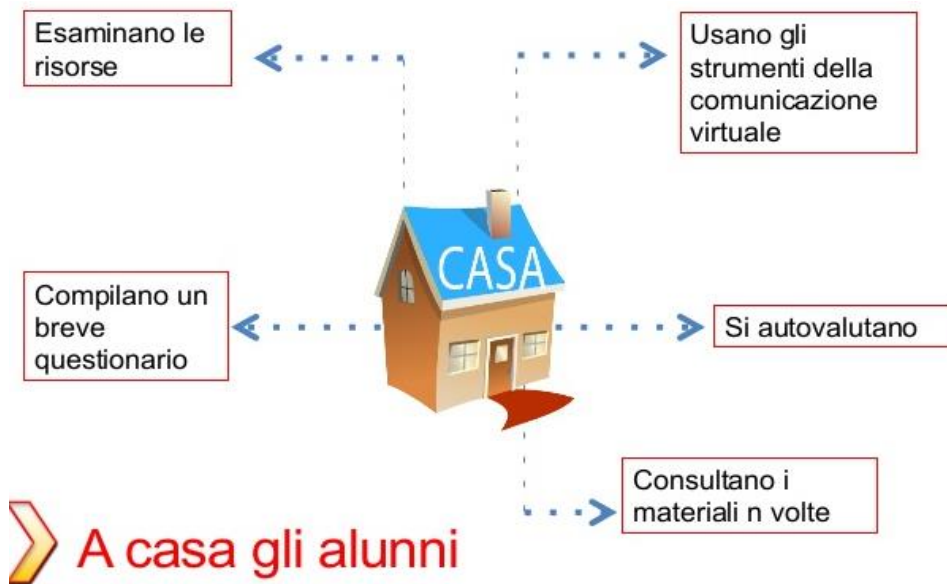 Esaminano le
risorse
Usano gli
strumenti della
comunicazione
virtuale
CASA
Compilano un
breve
questionario
Si autovalutano
Consultano i
materiali n volte
A casa gli alunni